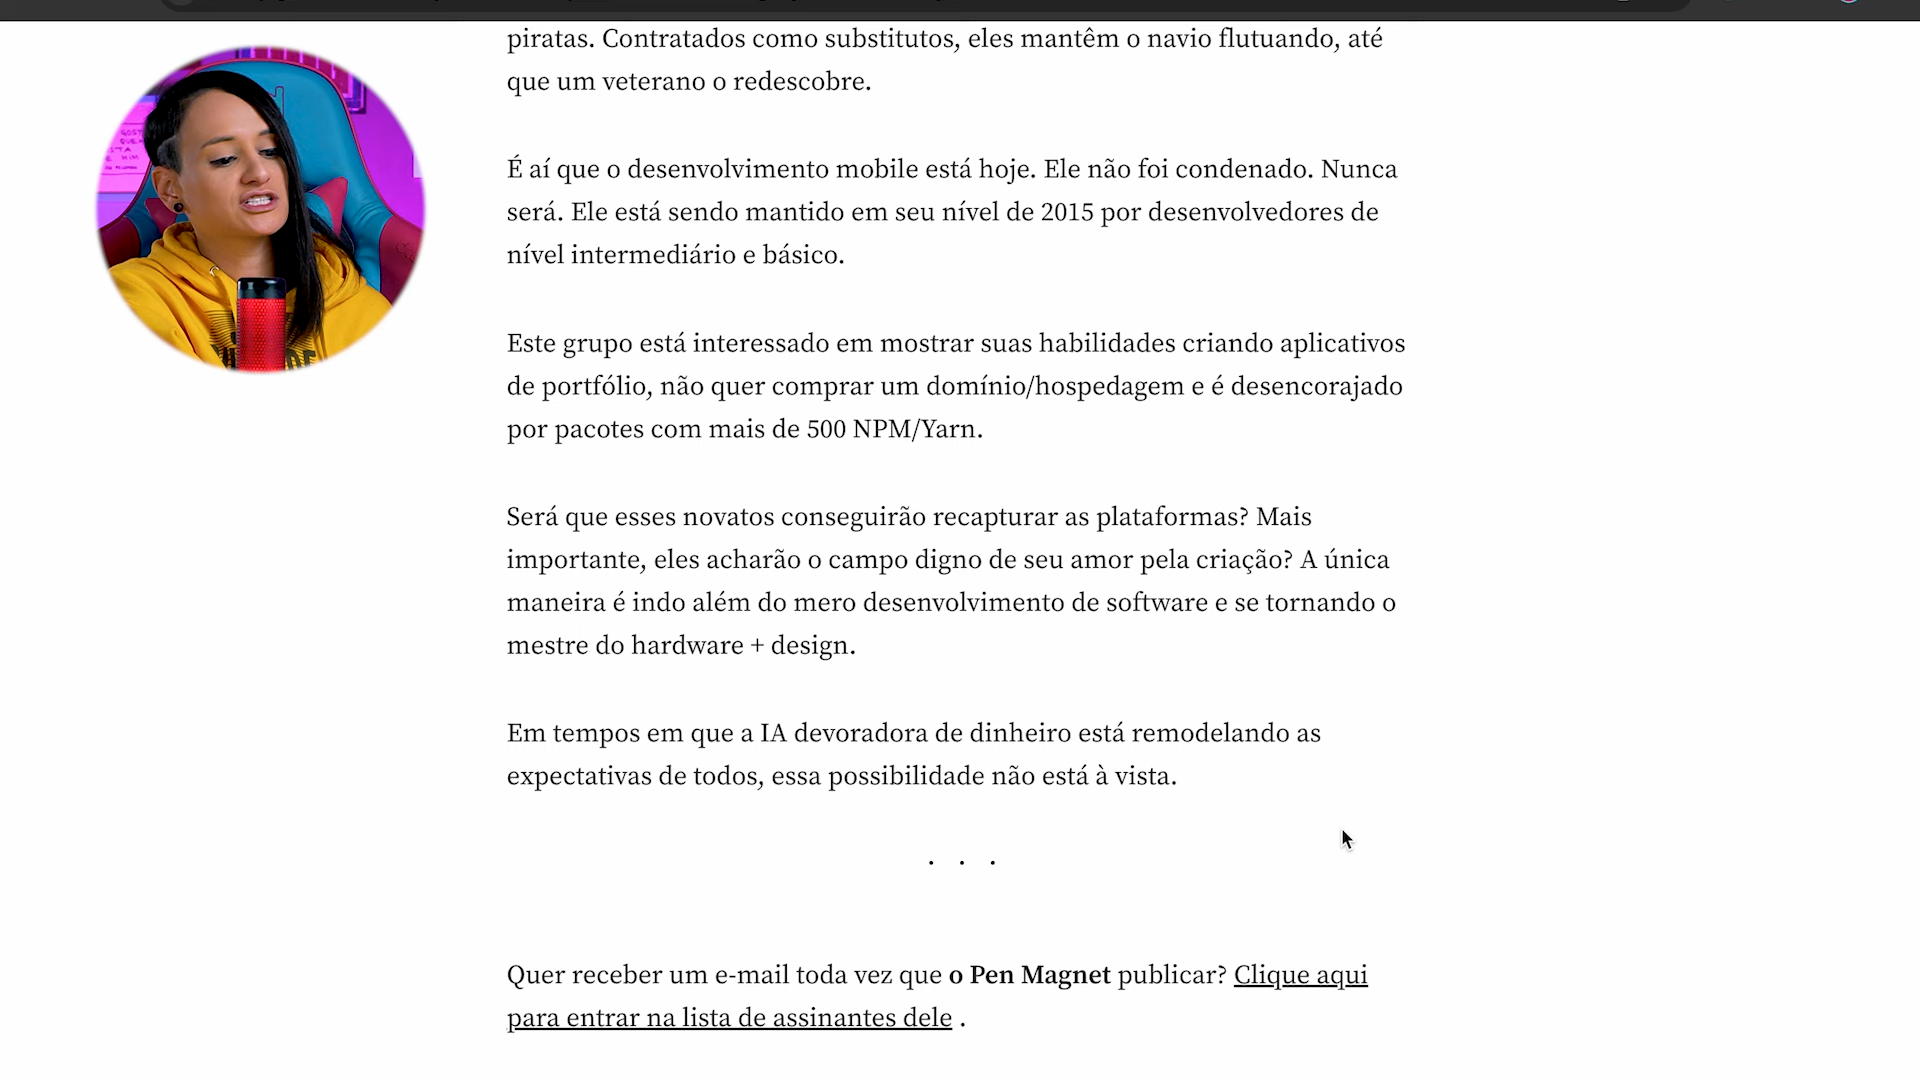 piratas. Contratados como substitutos, eles mantêm o navio flutuando, até
que um veterano o redescobre.
É aí que o desenvolvimento mobile está hoje. Ele não foi condenado. Nunca
será. Ele está sendo mantido em seu nível de 2015 por desenvolvedores de
nível intermediário e básico.
Este grupo está interessado em mostrar suas habilidades criando aplicativos
de portfólio, não quer comprar um domínio/hospedagem e é desencorajado
por pacotes com mais de 500 NPM/Yarn.
Será que esses novatos conseguirão recapturar as plataformas? Mais
importante, eles acharão o campo digno de seu amor pela criação? A única
maneira é indo além do mero desenvolvimento de software e se tornando o
mestre do hardware + design.
Em tempos em que a IA devoradora de dinheiro está remodelando as
expectativas de todos, essa possibilidade não está à vista.
. . .
Quer receber um e-mail toda vez que o Pen Magnet publicar? Clique aqui
para entrar na lista de assinantes dele .